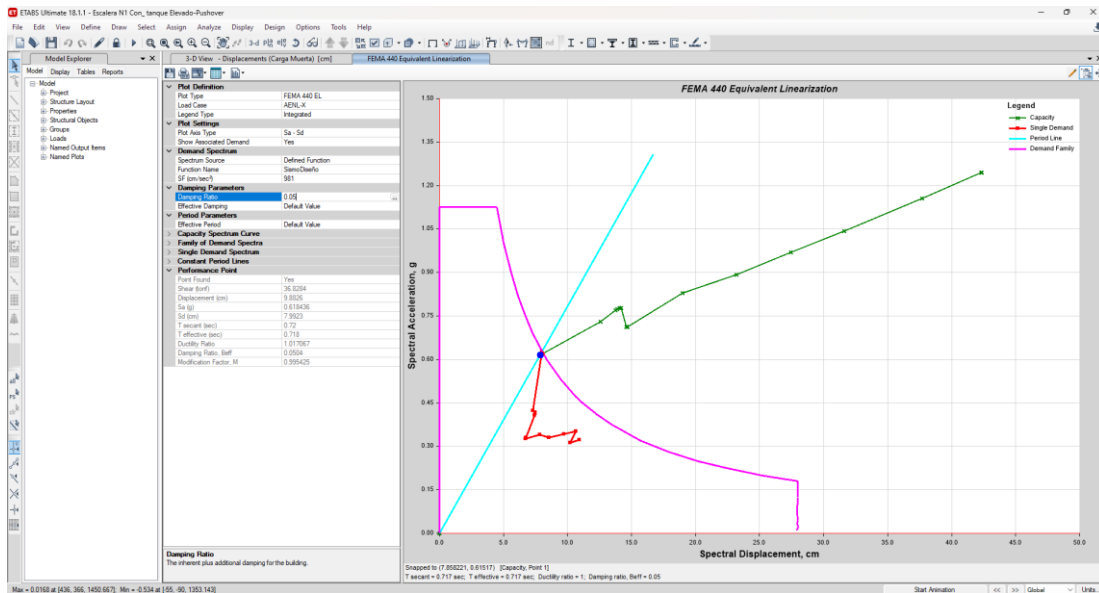 ETABS Ultimate 18.1.1 - Escalera N1 Con_ tanque Elevado-Pushover
File Edit View Define Draw Select Assign Analyze Display Design Options Tools Help
Model Explorer
3-D View - Displacements (Carga Muerta) [cm]
FEMA 440 Equivalent Linearization
Model Display Tables Reports
Model
Project
Structure Layout
Properties
Structural Objects
Groups
Loads
Named Output Items
Named Plots
Plot Definition
Plot Type FEMA 440 EL
Load Case AENL-X
Legend Type Integrated
Plot Settings
Plot Axis Type Sa - Sd
Show Associated Demand Yes
Demand Spectrum
Spectrum Source Defined Function
Function Name SismoDiseño
SF (cm/sec²) 981
Damping Parameters
Damping Ratio 0.05
Effective Damping Default Value
Period Parameters
Effective Period Default Value
Capacity Spectrum Curve
Family of Demand Spectra
Single Demand Spectrum
Constant Period Lines
Performance Point
Point Found Yes
Shear (tonf) 36.8284
Displacement (cm) 9.8826
Sa (g) 0.618436
Sd (cm) 7.9923
T secant (sec) 0.72
T effective (sec) 0.718
Ductility Ratio 1.017067
Damping Ratio, Beff 0.0504
Modification Factor, M 0.995425
Damping Ratio
The inherent plus additional damping for the building.
FEMA 440 Equivalent Linearization
Legend
Capacity
Single Demand
Period Line
Demand Family
Spectral Acceleration, g
1.50
1.35
1.20
1.05
0.90
0.75
0.60
0.45
0.30
0.15
0.00
0.0 5.0 10.0 15.0 20.0 25.0 30.0 35.0 40.0 45.0 50.0
Spectral Displacement, cm
Snapped to (7.858221, 0.61517) [Capacity, Point 1]
T secant = 0.717 sec; T effective = 0.717 sec; Ductility ratio = 1; Damping ratio, Beff = 0.05
Max = 0.0168 at [436, 366, 1450.667]; Min = -0.534 at [-55, -90, 1353.143]
Start Animation << >> Global Units...